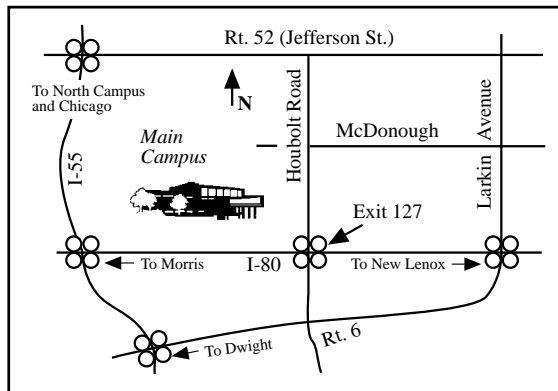 Rt. 52 (Jefferson St.)
To North Campus
and Chicago
N
Main
Campus
Houbolt Road
McDonough
Larkin Avenue
I-55
Exit 127
To Morris
I-80
To New Lenox
Rt. 6
To Dwight